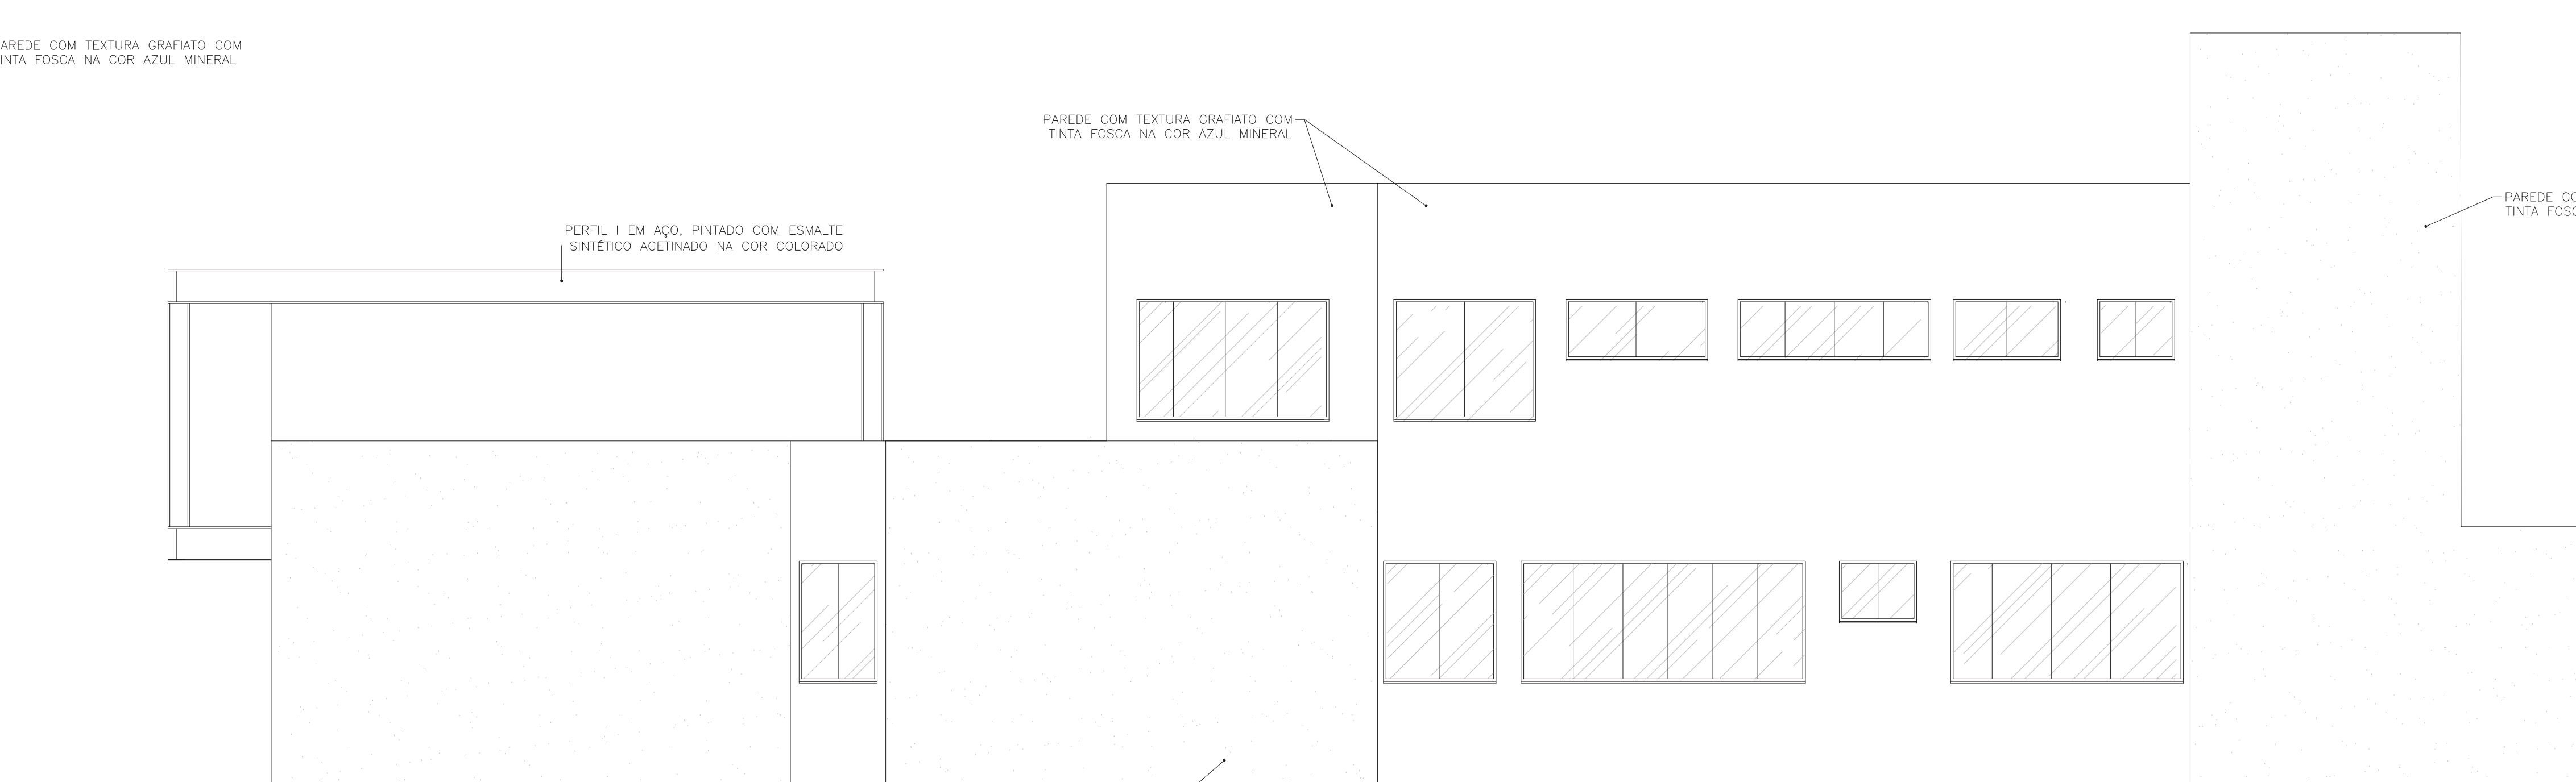 AREDE COM TEXTURA GRAFIATO COM
INTA FOSCA NA COR AZUL MINERAL
PAREDE COM TEXTURA GRAFIATO COM
TINTA FOSCA NA COR AZUL MINERAL
PERFIL I EM AÇO, PINTADO COM ESMALTE
SINTÉTICO ACETINADO NA COR COLORADO
PAREDE CO
TINTA FOSC